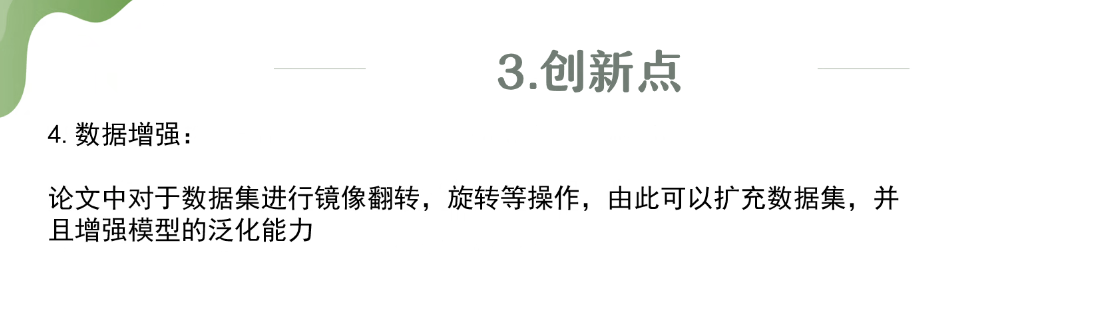 3.创新点
4. 数据增强：
论文中对于数据集进行镜像翻转，旋转等操作，由此可以扩充数据集，并
且增强模型的泛化能力